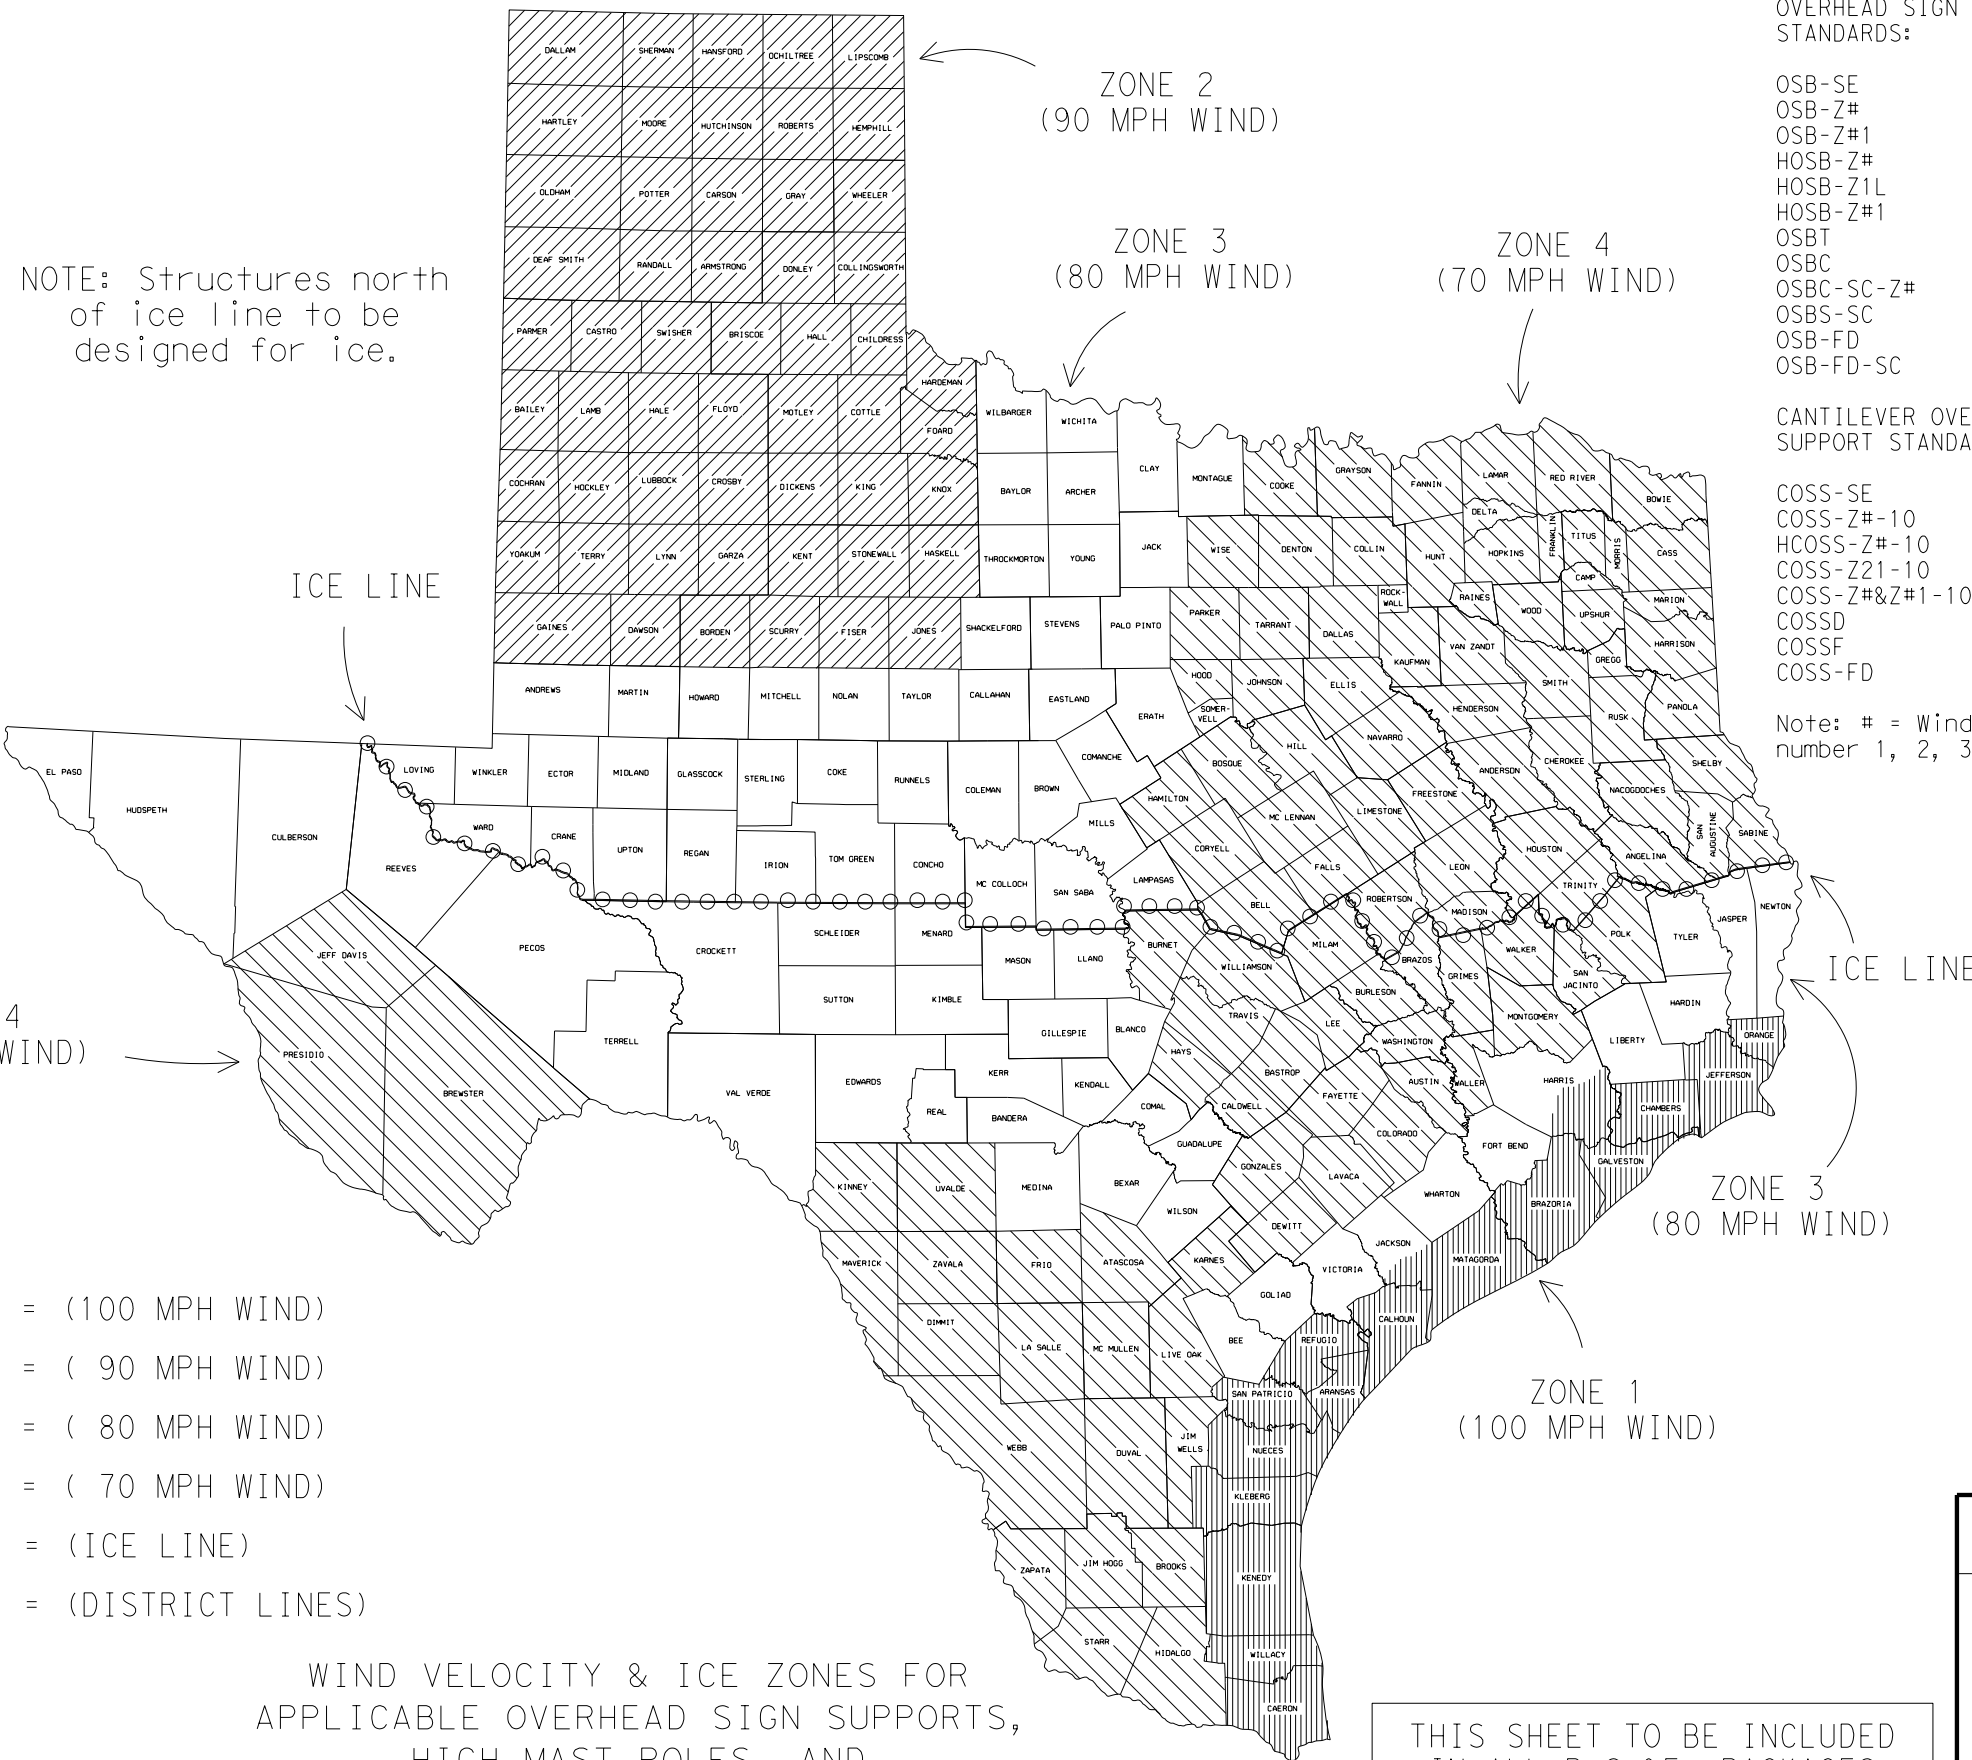 OVERHEAD SIGN
STANDARDS:
OSB-SE
OSB-Z#
OSB-Z#1
HOSB-Z#
HOSB-Z1L
HOSB-Z#1
OSBT
OSBC
OSBC-SC-Z#
OSBS-SC
OSB-FD
OSB-FD-SC
CANTILEVER OVE
SUPPORT STANDA
COSS-SE
COSS-Z#-10
HCOSS-Z#-10
COSS-Z21-10
COSS-Z#&Z#1-10
COSSD
COSSF
COSS-FD
Note: # = Wind
number 1, 2, 3
ZONE 2
(90 MPH WIND)
ZONE 3
(80 MPH WIND)
ZONE 4
(70 MPH WIND)
NOTE: Structures north
of ice line to be
designed for ice.
ICE LINE
DALLAM SHERMAN HANSFORD OCHILTREE LIPSCOMB
HARTLEY MOORE HUTCHINSON ROBERTS HEMPHILL
OLDHAM POTTER CARSON GRAY WHEELER
DEAF SMITH RANDALL ARMSTRONG DONLEY COLLINGSWORTH
PARMER CASTRO SWISHER BRISCOE HALL CHILDRESS
HARDEMAN
BAILEY LAMB HALE FLOYD MOTLEY COTTLE FOARD WILBARGER WICHITA
COCHRAN HOCKLEY LUBBOCK CROSBY DICKENS KING KNOX BAYLOR ARCHER CLAY MONTAGUE COOKE GRAYSON FANNIN LAMAR RED RIVER BOWIE
DELTA
YOAKUM TERRY LYNN GARZA KENT STONEWALL HASKELL THROCKMORTON YOUNG JACK WISE DENTON COLLIN HUNT HOPKINS FRANKLIN TITUS MORRIS CASS
CAMP
GAINES DAWSON BORDEN SCURRY FISER JONES SHACKELFORD STEVENS PALO PINTO PARKER TARRANT DALLAS
ROCK-
WALL
RAINES WOOD UPSHUR MARION
KAUFMAN VAN ZANDT GREGG HARRISON
ANDREWS MARTIN HOWARD MITCHELL NOLAN TAYLOR CALLAHAN EASTLAND ERATH HOOD JOHNSON ELLIS HENDERSON SMITH RUSK PANOLA
SOMER-
VELL
EL PASO HUDSPETH CULBERSON LOVING WINKLER ECTOR MIDLAND GLASSCOCK STERLING COKE RUNNELS COLEMAN BROWN COMANCHE BOSQUE HILL NAVARRO ANDERSON CHEROKEE SHELBY
HAMILTON MC LENNAN LIMESTONE FREESTONE NACOGDOCHES
REEVES WARD CRANE UPTON REGAN IRION TOM GREEN CONCHO MC COLLOCH SAN SABA MILLS LAMPASAS CORYELL FALLS LEON HOUSTON ANGELINA
SAN
AUGUSTINE
SABINE
BELL ROBERTSON MADISON TRINITY NEWTON
JEFF DAVIS PECOS CROCKETT SCHLEIDER MENARD MASON LLANO BURNET WILLIAMSON MILAM BRAZOS WALKER POLK TYLER JASPER
ICE LINE
GRIMES
SAN
JACINTO
SUTTON KIMBLE TRAVIS BURLESON MONTGOMERY HARDIN
4
WIND)
PRESIDIO BREWSTER TERRELL GILLESPIE BLANCO HAYS LEE WASHINGTON LIBERTY ORANGE
VAL VERDE EDWARDS KERR KENDALL BASTROP AUSTIN WALLER HARRIS JEFFERSON
REAL BANDERA COMAL CALDWELL FAYETTE CHAMBERS
GUADALUPE COLORADO FORT BEND GALVESTON
KINNEY UVALDE MEDINA BEXAR GONZALES LAVACA WHARTON BRAZORIA
ZONE 3
(80 MPH WIND)
WILSON DEWITT JACKSON
MAVERICK ZAVALA FRIO ATASCOSA KARNES VICTORIA MATAGORDA
GOLIAD
DIMMIT LA SALLE MC MULLEN LIVE OAK BEE REFUGIO CALHOUN
SAN PATRICIO ARANSAS
ZONE 1
(100 MPH WIND)
WEBB DUVAL
JIM
WELLS
NUECES
KLEBERG
ZAPATA JIM HOGG BROOKS KENEDY
STARR HIDALGO WILLACY
CAERON
= (100 MPH WIND)
= ( 90 MPH WIND)
= ( 80 MPH WIND)
= ( 70 MPH WIND)
= (ICE LINE)
= (DISTRICT LINES)
WIND VELOCITY & ICE ZONES FOR
APPLICABLE OVERHEAD SIGN SUPPORTS,
HIGH MAST POLES, AND
THIS SHEET TO BE INCLUDED